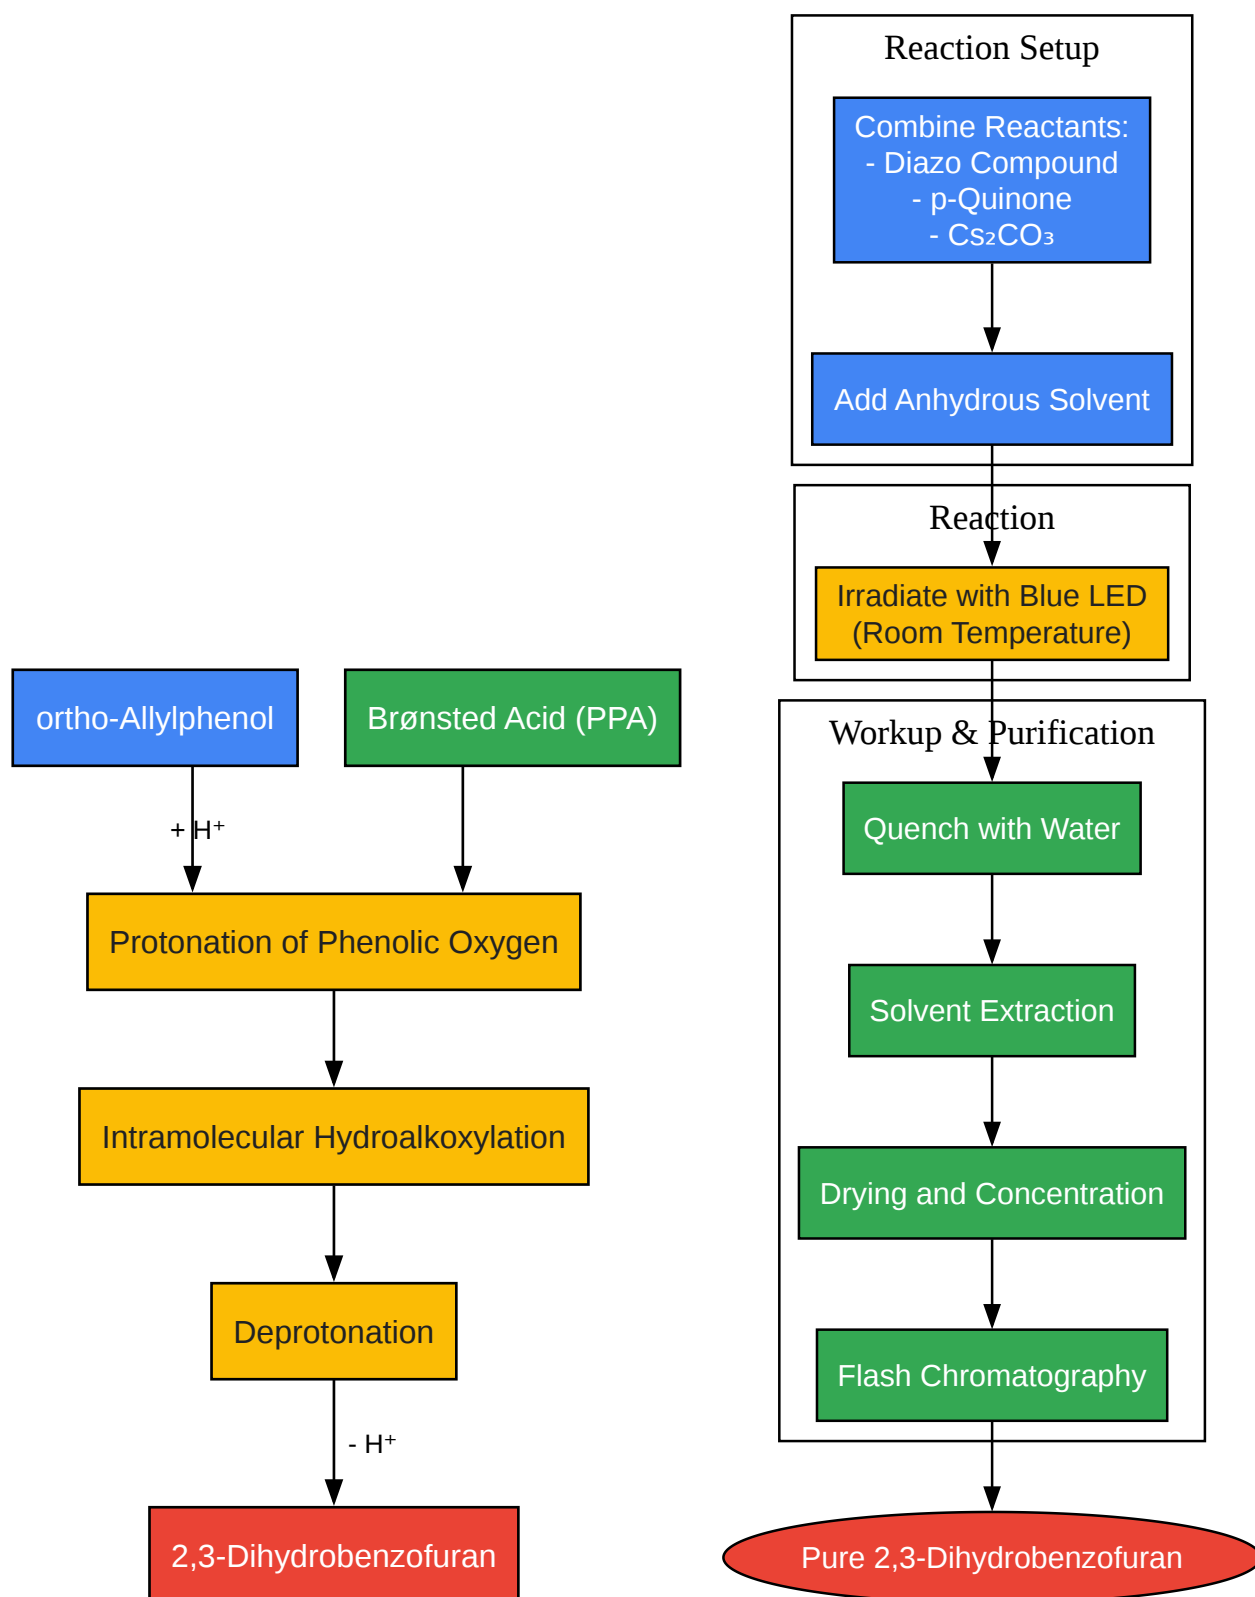 ortho-Allylphenol
Brønsted Acid (PPA)
+ H⁺
Protonation of Phenolic Oxygen
Intramolecular Hydroalkoxylation
Deprotonation
- H⁺
2,3-Dihydrobenzofuran
Reaction Setup
Combine Reactants:
- Diazo Compound
- p-Quinone
- Cs₂CO₃
Add Anhydrous Solvent
Reaction
Irradiate with Blue LED
(Room Temperature)
Workup & Purification
Quench with Water
Solvent Extraction
Drying and Concentration
Flash Chromatography
Pure 2,3-Dihydrobenzofuran